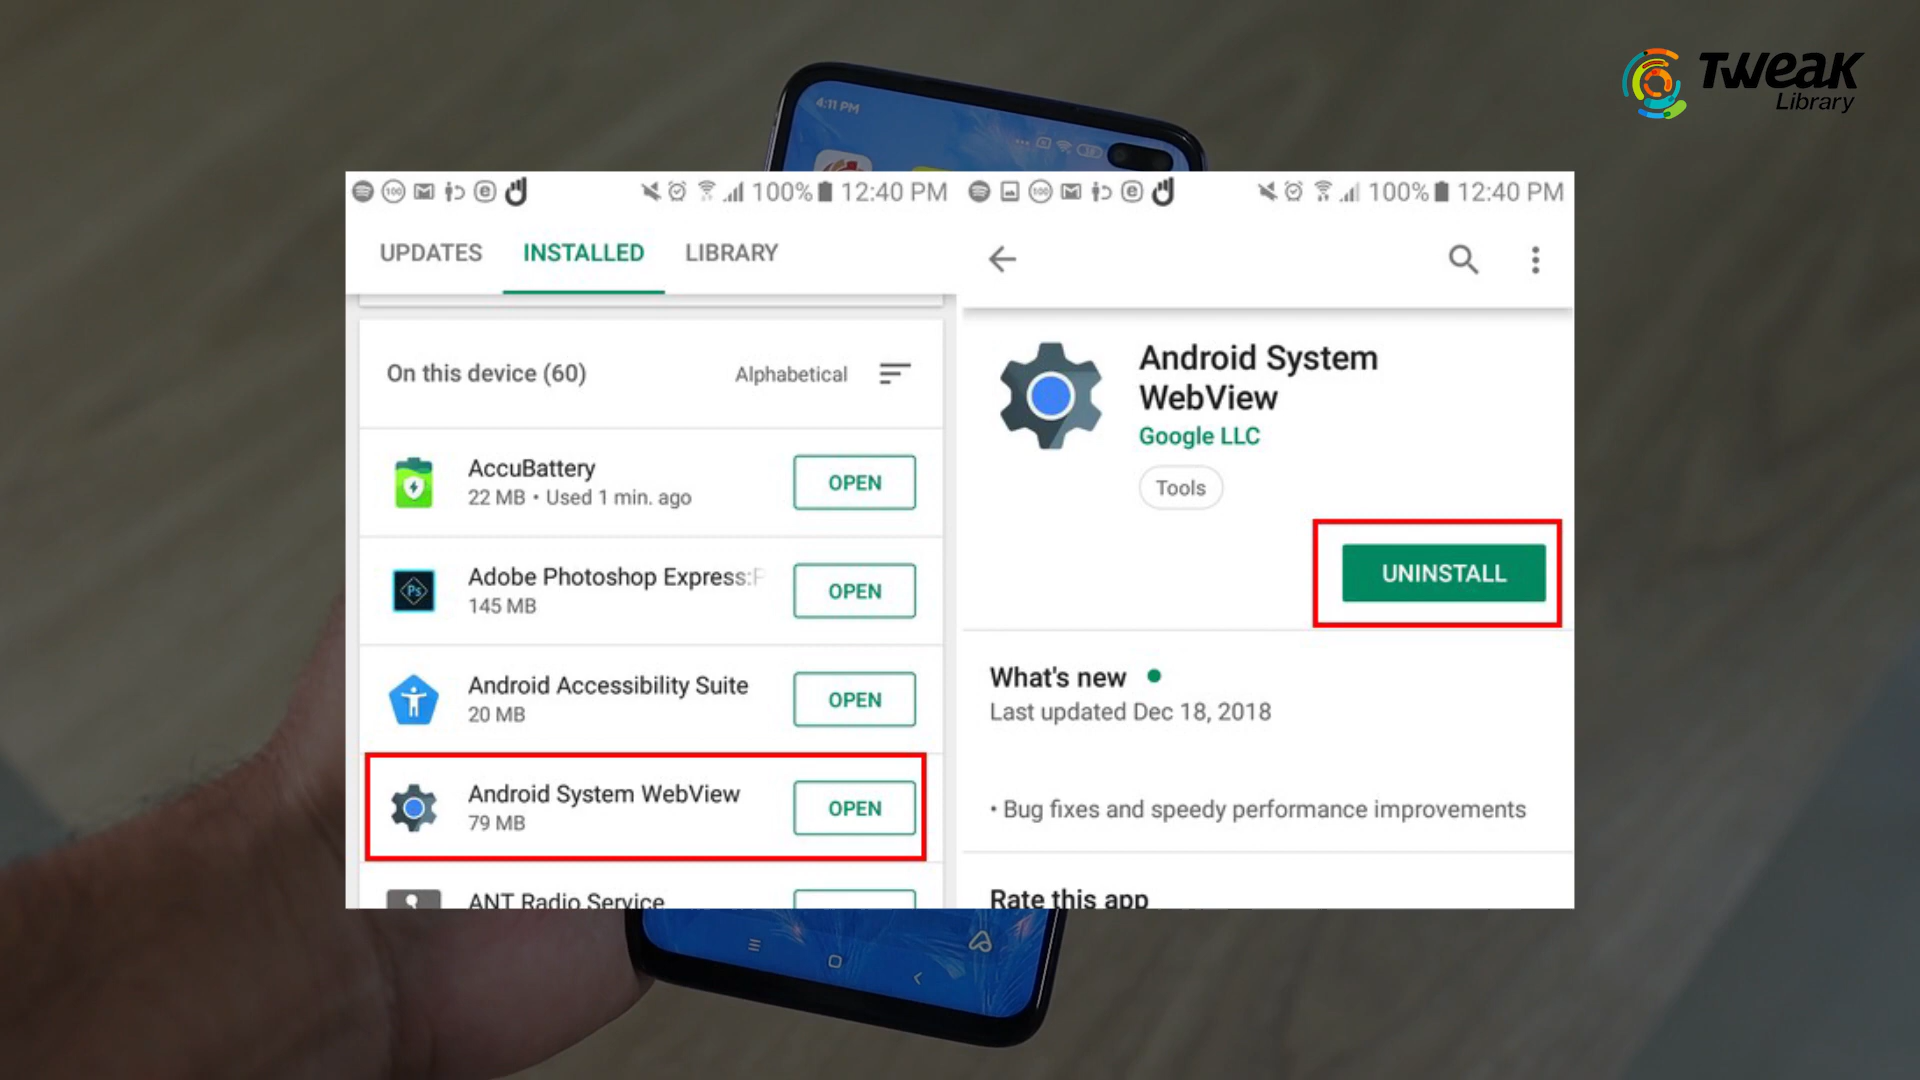 TWEAK
Library
4:11 PM
100% 12:40 PM
UPDATES INSTALLED LIBRARY
On this device (60) Alphabetical
AccuBattery
22 MB • Used 1 min. ago
OPEN
Adobe Photoshop Express:P
145 MB
OPEN
Android Accessibility Suite
20 MB
OPEN
Android System WebView
79 MB
OPEN
ANT Radio Service
100% 12:40 PM
Android System
WebView
Google LLC
Tools
UNINSTALL
What's new
Last updated Dec 18, 2018
• Bug fixes and speedy performance improvements
Rate this app